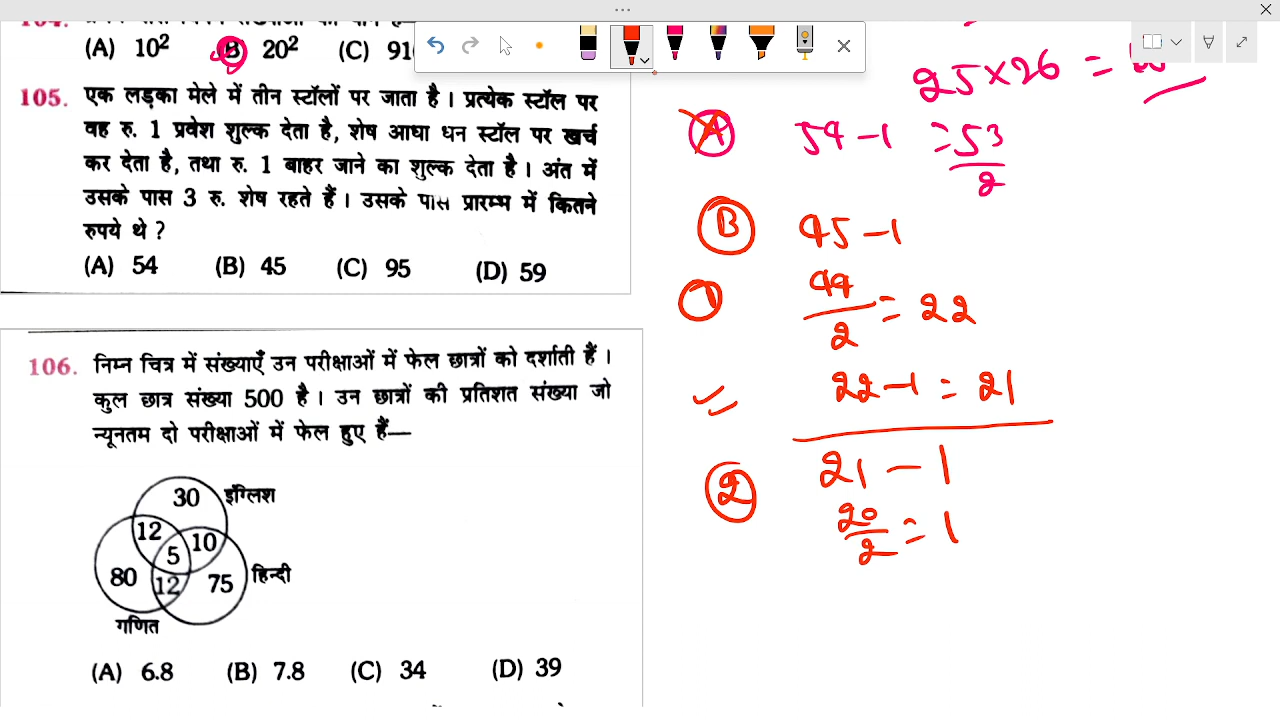 (A) 10² (B) 20² (C) 91
105. एक लड़का मेले में तीन स्टॉलों पर जाता है। प्रत्येक स्टॉल पर
वह रु. 1 प्रवेश शुल्क देता है, शेष आधा धन स्टॉल पर खर्च
कर देता है, तथा रु. 1 बाहर जाने का शुल्क देता है। अंत में
उसके पास 3 रु. शेष रहते हैं। उसके पास प्रारम्भ में कितने
रुपये थे ?
(A) 54 (B) 45 (C) 95 (D) 59
106. निम्न चित्र में संख्याएँ उन परीक्षाओं में फेल छात्रों को दर्शाती हैं।
कुल छात्र संख्या 500 है। उन छात्रों की प्रतिशत संख्या जो
न्यूनतम दो परीक्षाओं में फेल हुए हैं—
30 इंग्लिश
12
10
5
80 12 75 हिन्दी
गणित
(A) 6.8 (B) 7.8 (C) 34 (D) 39
25×26 =
A 54-1 = 53
2
B 45-1
1 44
2 = 22
22-1 = 21
2 21-1
20
2 = 1